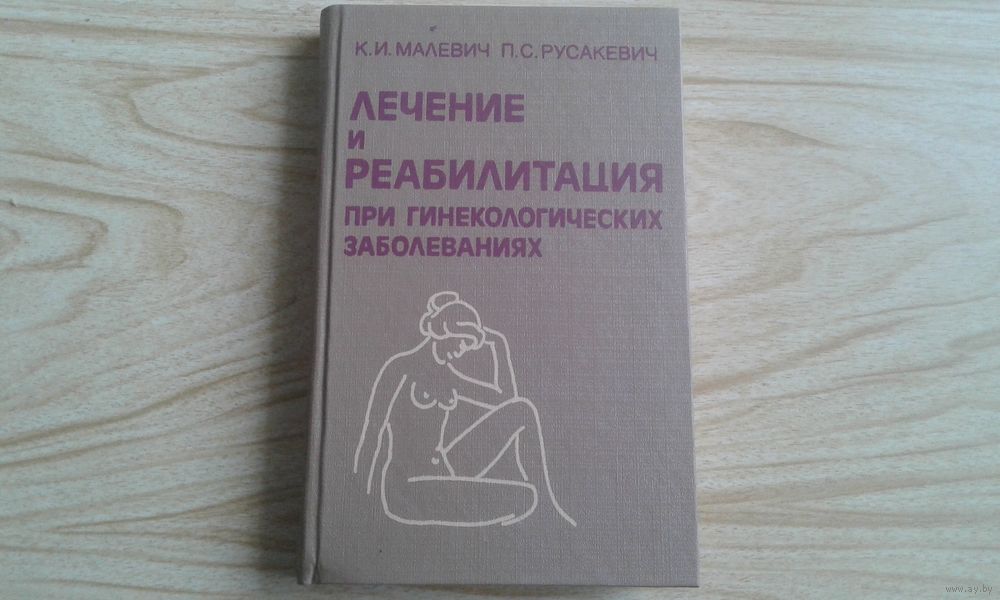 К.И.МАЛЕВИЧ П.С.РУСАКЕВИЧ
ЛЕЧЕНИЕ
И
РЕАБИЛИТАЦИЯ
ПРИ ГИНЕКОЛОГИЧЕСКИХ
ЗАБОЛЕВАНИЯХ
www.ay.by